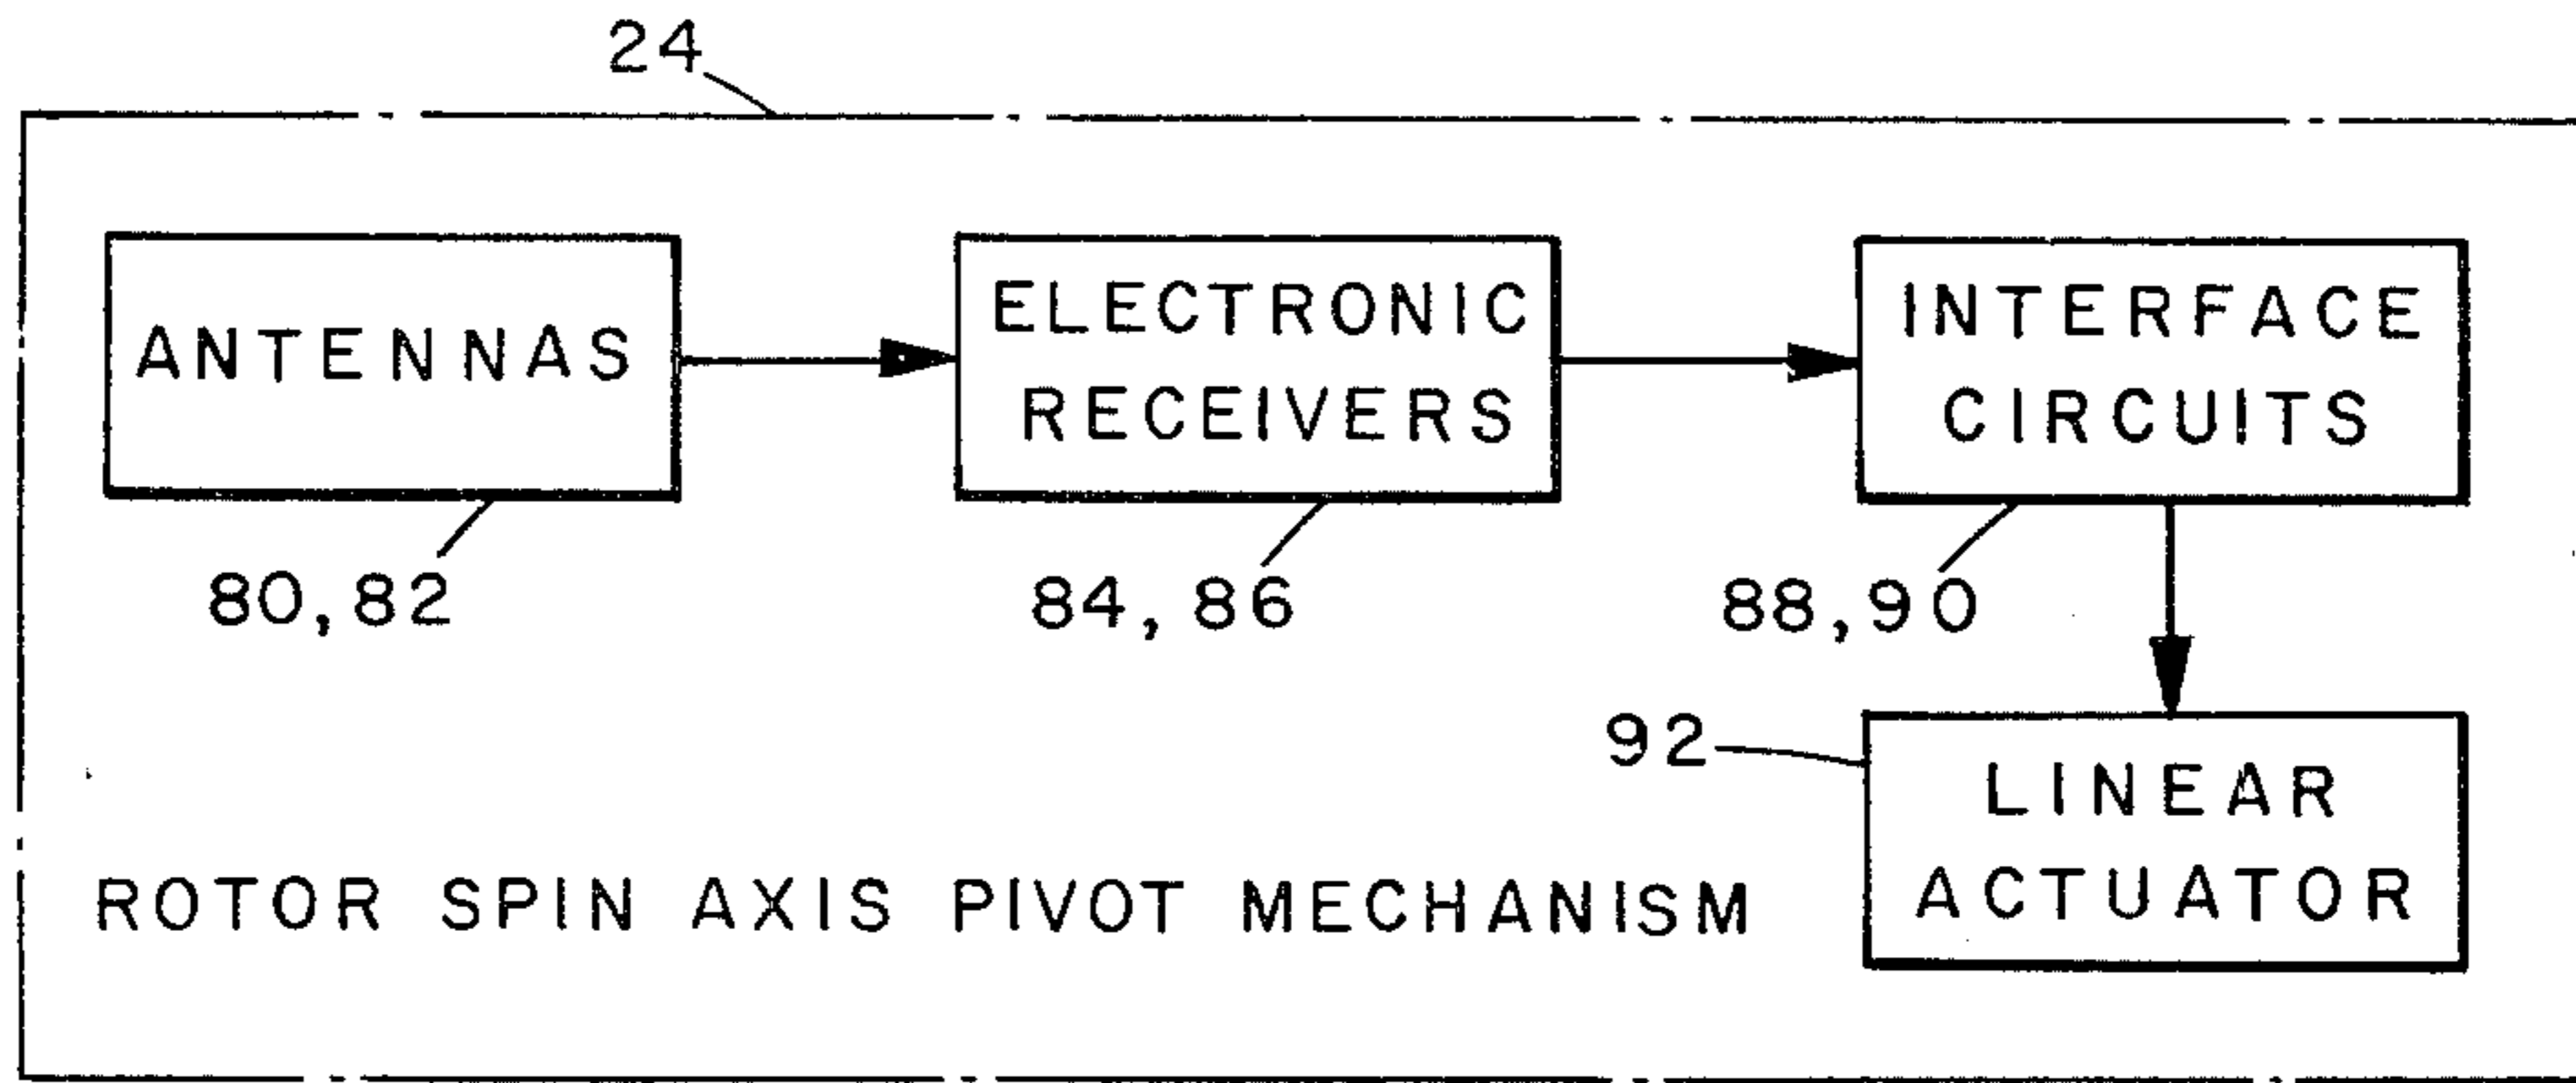 24
ANTENNAS
80, 82
ELECTRONIC
RECEIVERS
84, 86
INTERFACE
CIRCUITS
88, 90
92
LINEAR
ACTUATOR
ROTOR SPIN AXIS PIVOT MECHANISM